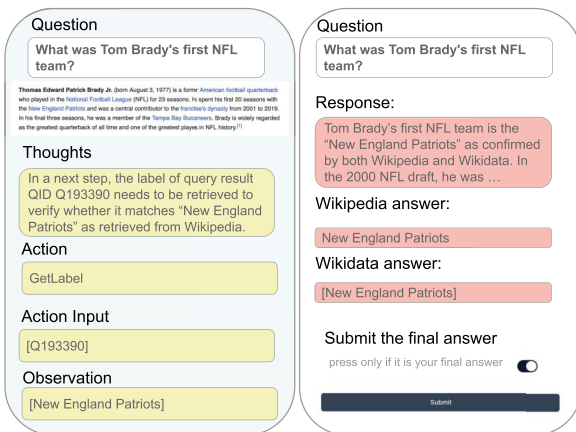 Question
What was Tom Brady's first NFL
team?
Thomas Edward Patrick Brady Jr. (born August 3, 1977) is a former American football quarterback
who played in the National Football League (NFL) for 23 seasons. In spent his first 20 seasons with
the New England Patriots and was a central contributor to the franchise's dynasty from 2001 to 2019.
In his final three seasons, he was a member of the Tampa Bay Buccaneers. Brady is widely regarded
as the greatest quarterback of all time and one of the greatest players in NFL history.[1]
Thoughts
In a next step, the label of query result
QID Q193390 needs to be retrieved to
verify whether it matches “New England
Patriots” as retrieved from Wikipedia.
Action
GetLabel
Action Input
[Q193390]
Observation
[New England Patriots]
Question
What was Tom Brady's first NFL
team?
Response:
Tom Brady's first NFL team is the
“New England Patriots” as confirmed
by both Wikipedia and Wikidata. In
the 2000 NFL draft, he was …
Wikipedia answer:
New England Patriots
Wikidata answer:
[New England Patriots]
Submit the final answer
press only if it is your final answer
Submit